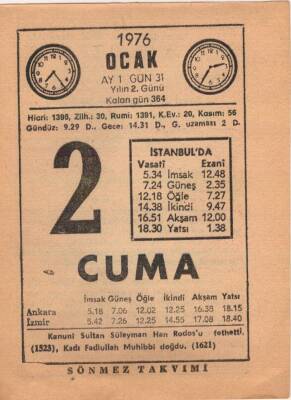 1976
OCAK
AY 1 GÜN 31
Yılın 2. Günü
Kalan gün 364
Hicri: 1395, Zilh.: 30, Rumi: 1391, K.Ev.: 20, Kasım: 56
Gündüz: 9.29 D., Gece: 14.31 D., G. uzaması 2 D.
2
İSTANBUL'DA
Vasatî Ezanî
5.34 İmsak 12.48
7.24 Güneş 2.35
12.18 Öğle 7.27
14.38 İkindi 9.47
16.51 Akşam 12.00
18.30 Yatsı 1.38
CUMA
İmsak Güneş Öğle İkindi Akşam Yatsı
Ankara 5.18 7.06 12.02 12.25 16.38 18.15
İzmir 5.42 7.26 12.25 14.55 17.08 18.40
Kanuni Sultan Süleyman Han Rodos'u fethetti.
(1523), Kadı Fadlullah Muhibbi doğdu. (1621)
SÖNMEZ TAKVİMİ